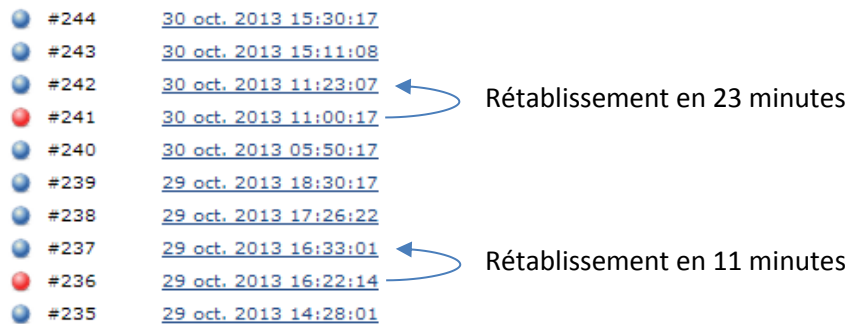 #244 30 oct. 2013 15:30:17
#243 30 oct. 2013 15:11:08
#242 30 oct. 2013 11:23:07
Rétablissement en 23 minutes
#241 30 oct. 2013 11:00:17
#240 30 oct. 2013 05:50:17
#239 29 oct. 2013 18:30:17
#238 29 oct. 2013 17:26:22
#237 29 oct. 2013 16:33:01
Rétablissement en 11 minutes
#236 29 oct. 2013 16:22:14
#235 29 oct. 2013 14:28:01